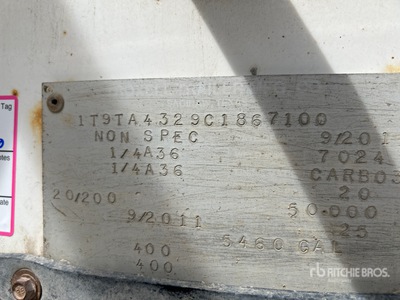 Tag
1T9TA4329C1867100
NON SPEC 9/201
1/4A36 7024
1/4A36 CARBO
20/200 20
9/2011 50.000
25
400 5460 GAL
400
rb RITCHIE BROS.